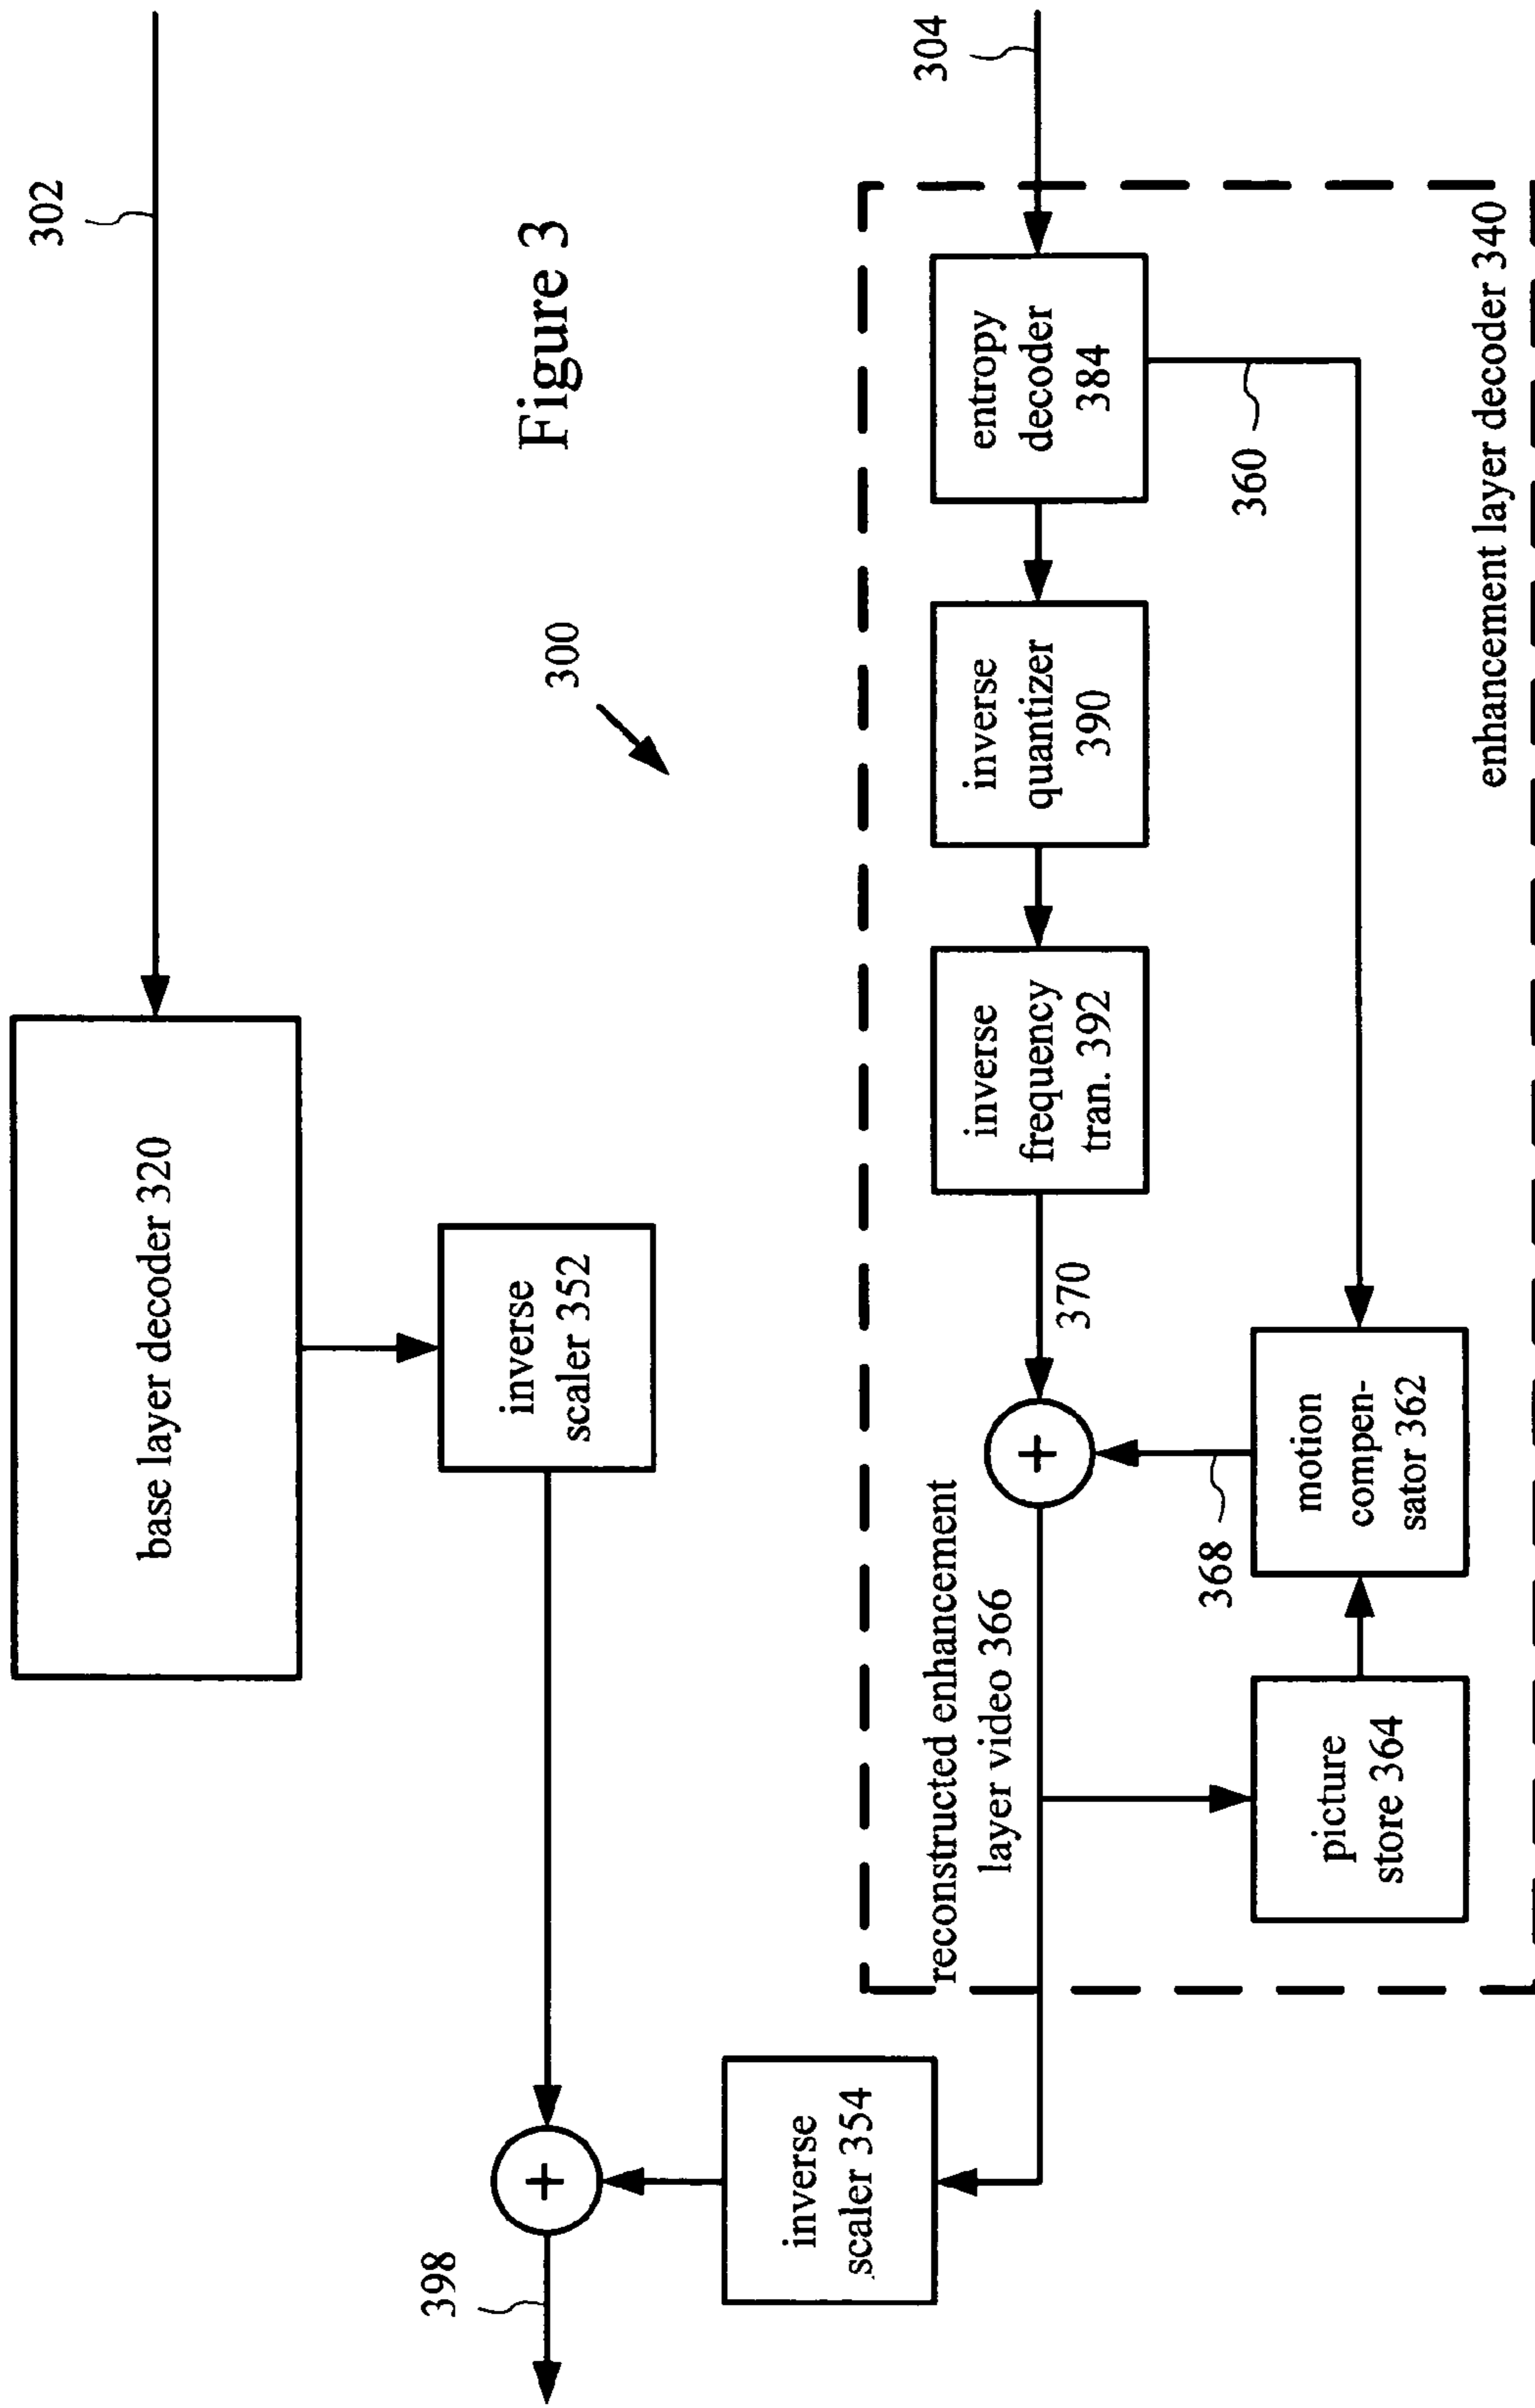 302
base layer decoder 320
Figure 3
300
inverse
scaler 352
398
inverse
scaler 354
304
entropy
decoder
384
inverse
quantizer
390
inverse
frequency
tran. 392
370
360
reconstructed enhancement
layer video 366
368
motion
compen-
sator 362
picture
store 364
enhancement layer decoder 340